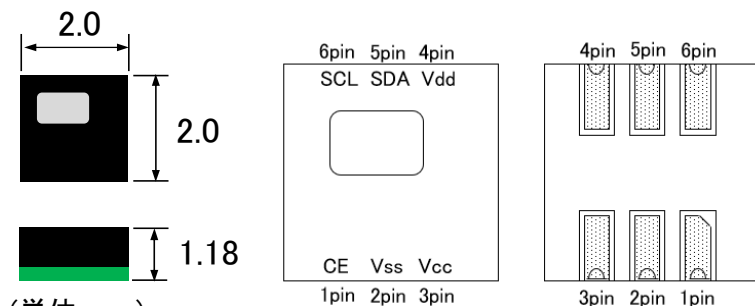 2.0
2.0
1.18
6pin 5pin 4pin
SCL SDA Vdd
CE Vss Vcc
1pin 2pin 3pin
4pin 5pin 6pin
3pin 2pin 1pin